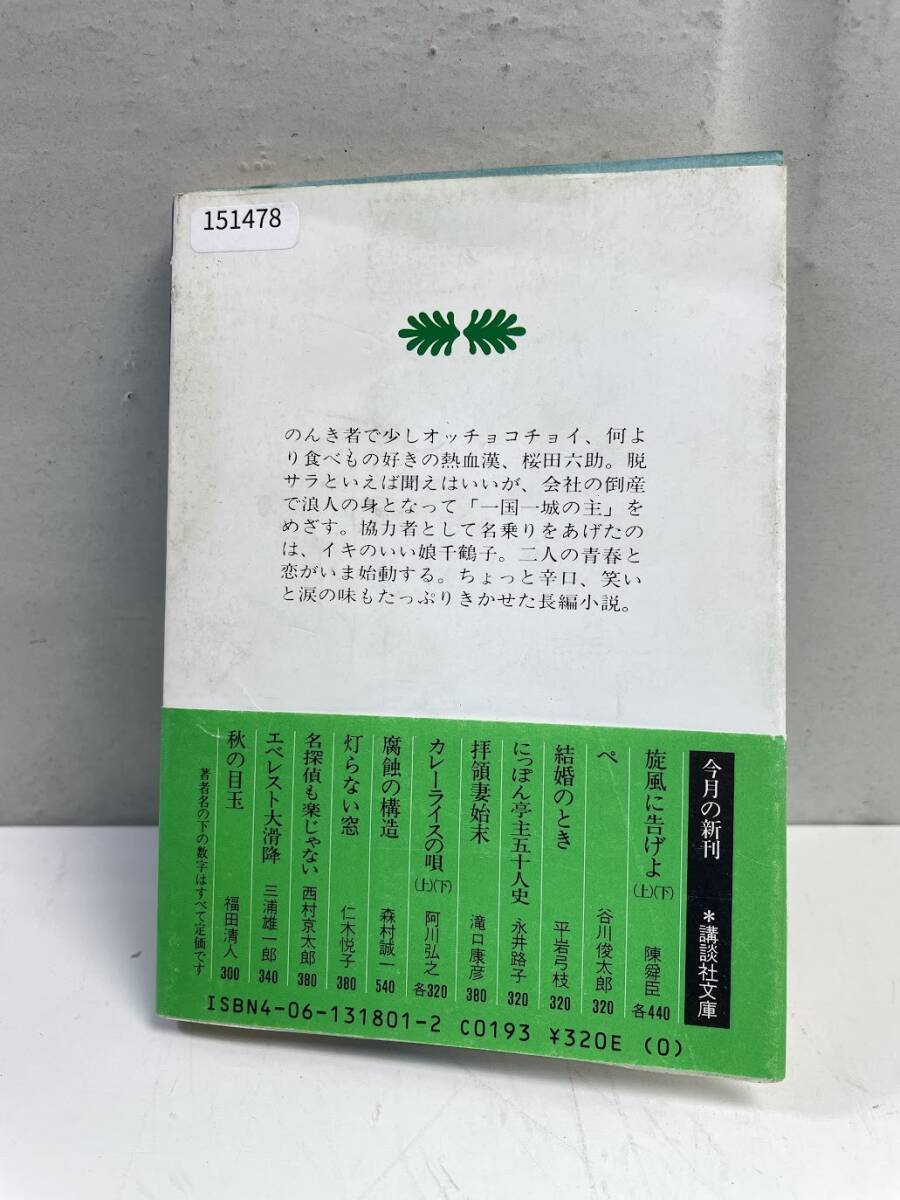 151478
のんき者で少しオッチョコチョイ、何よ
り食べもの好きの熱血漢、桜田六助。脱
サラといえば聞えはいいが、会社の倒産
で浪人の身となって「一国一城の主」を
めざす。協力者として名乗りをあげたの
は、イキのいい娘千鶴子。二人の青春と
恋がいま始動する。ちょっと辛口、笑い
と涙の味もたっぷりきかせた長編小説。
今月の新刊 *講談社文庫
旋風に告げよ(上)(下) 陳舜臣 各440
ぺ 谷川俊太郎 320
結婚のとき 平岩弓枝 320
にっぽん亭主五十人史 永井路子 320
拝領妻始末 滝口康彦 380
カレーライスの唄(上)(下) 阿川弘之 各320
腐蝕の構造 森村誠一 540
灯らない窓 仁木悦子 380
名探偵も楽じゃない 西村京太郎 380
エベレスト大滑降 三浦雄一郎 340
秋の目玉 福田清人 300
著者名の下の数字はすべて定価です
ISBN4-06-131801-2 C0193 ¥320E (0)